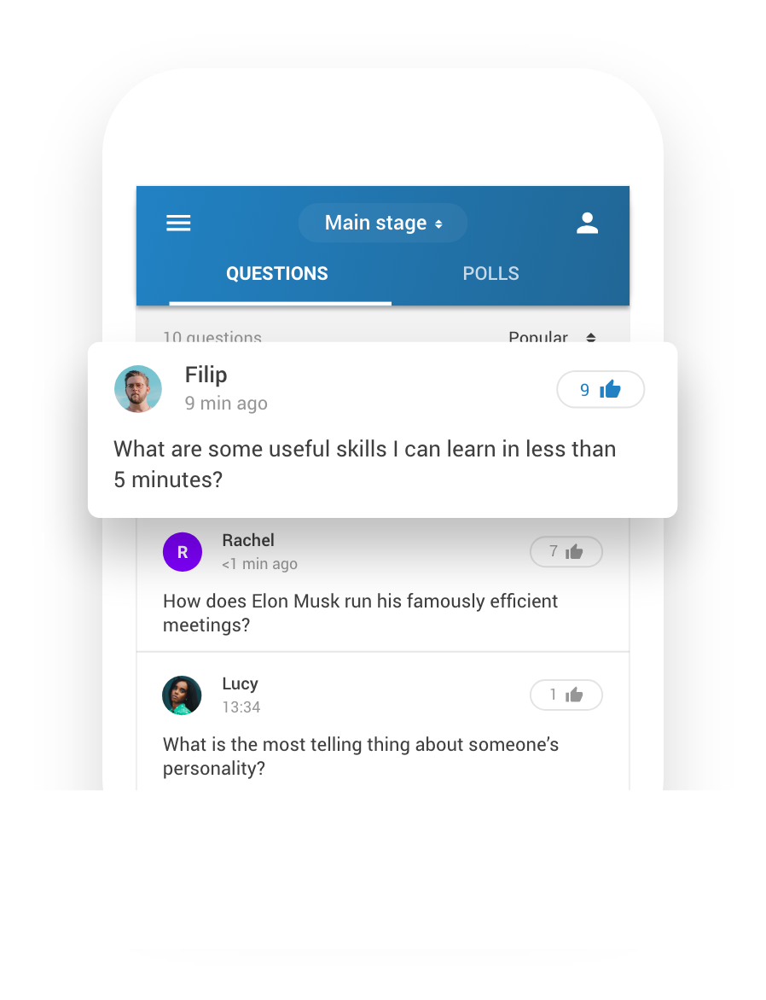 Main stage
QUESTIONS
POLLS
10 questions
Popular
Filip
9 min ago
9
What are some useful skills I can learn in less than
5 minutes?
R
Rachel
<1 min ago
7
How does Elon Musk run his famously efficient
meetings?
Lucy
13:34
1
What is the most telling thing about someone’s
personality?